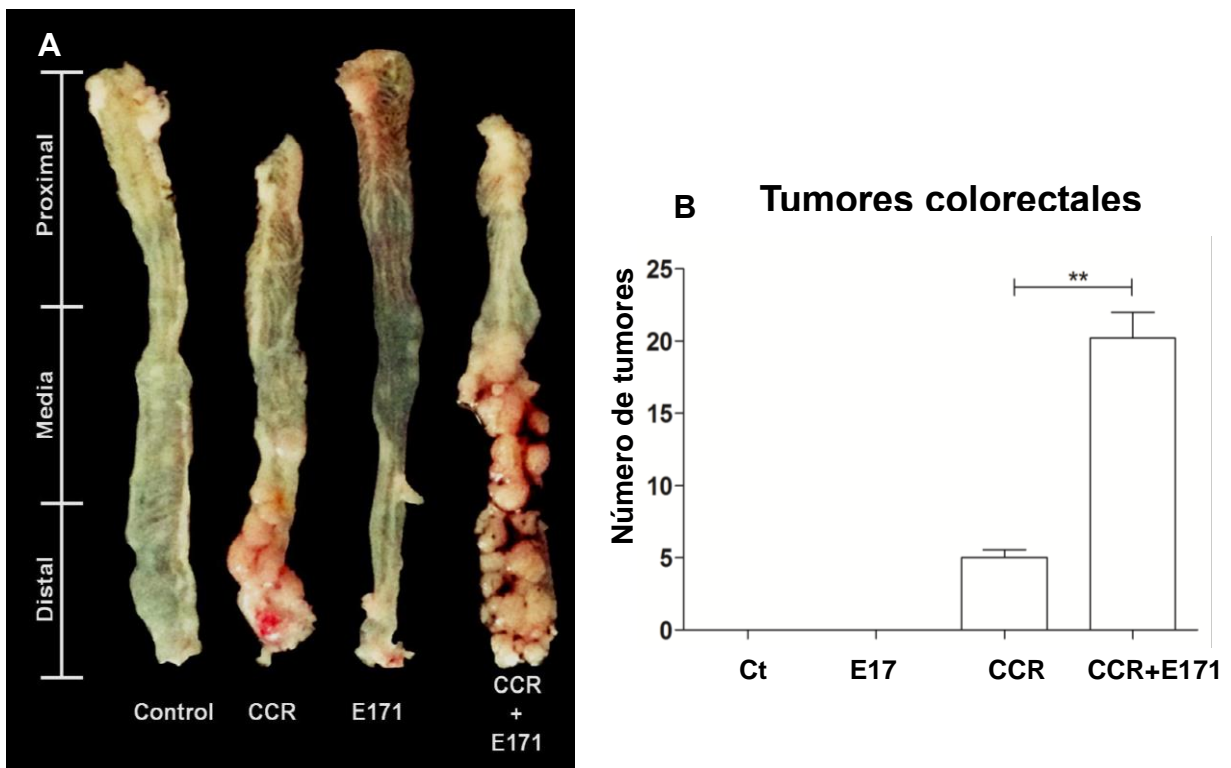 A
Proximal
Media
Distal
Control
CCR
E171
CCR
+
E171
B
Tumores colorectales
Número de tumores
25
20
15
10
5
0
**
Ct
E17
CCR
CCR+E171